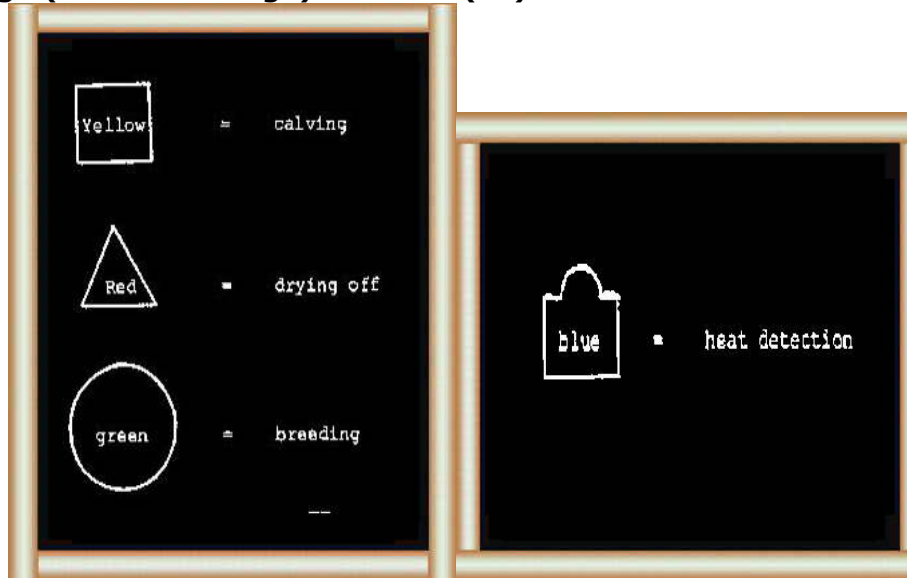 Yellow = calving
Red = drying off
green = breeding
blue = heat detection